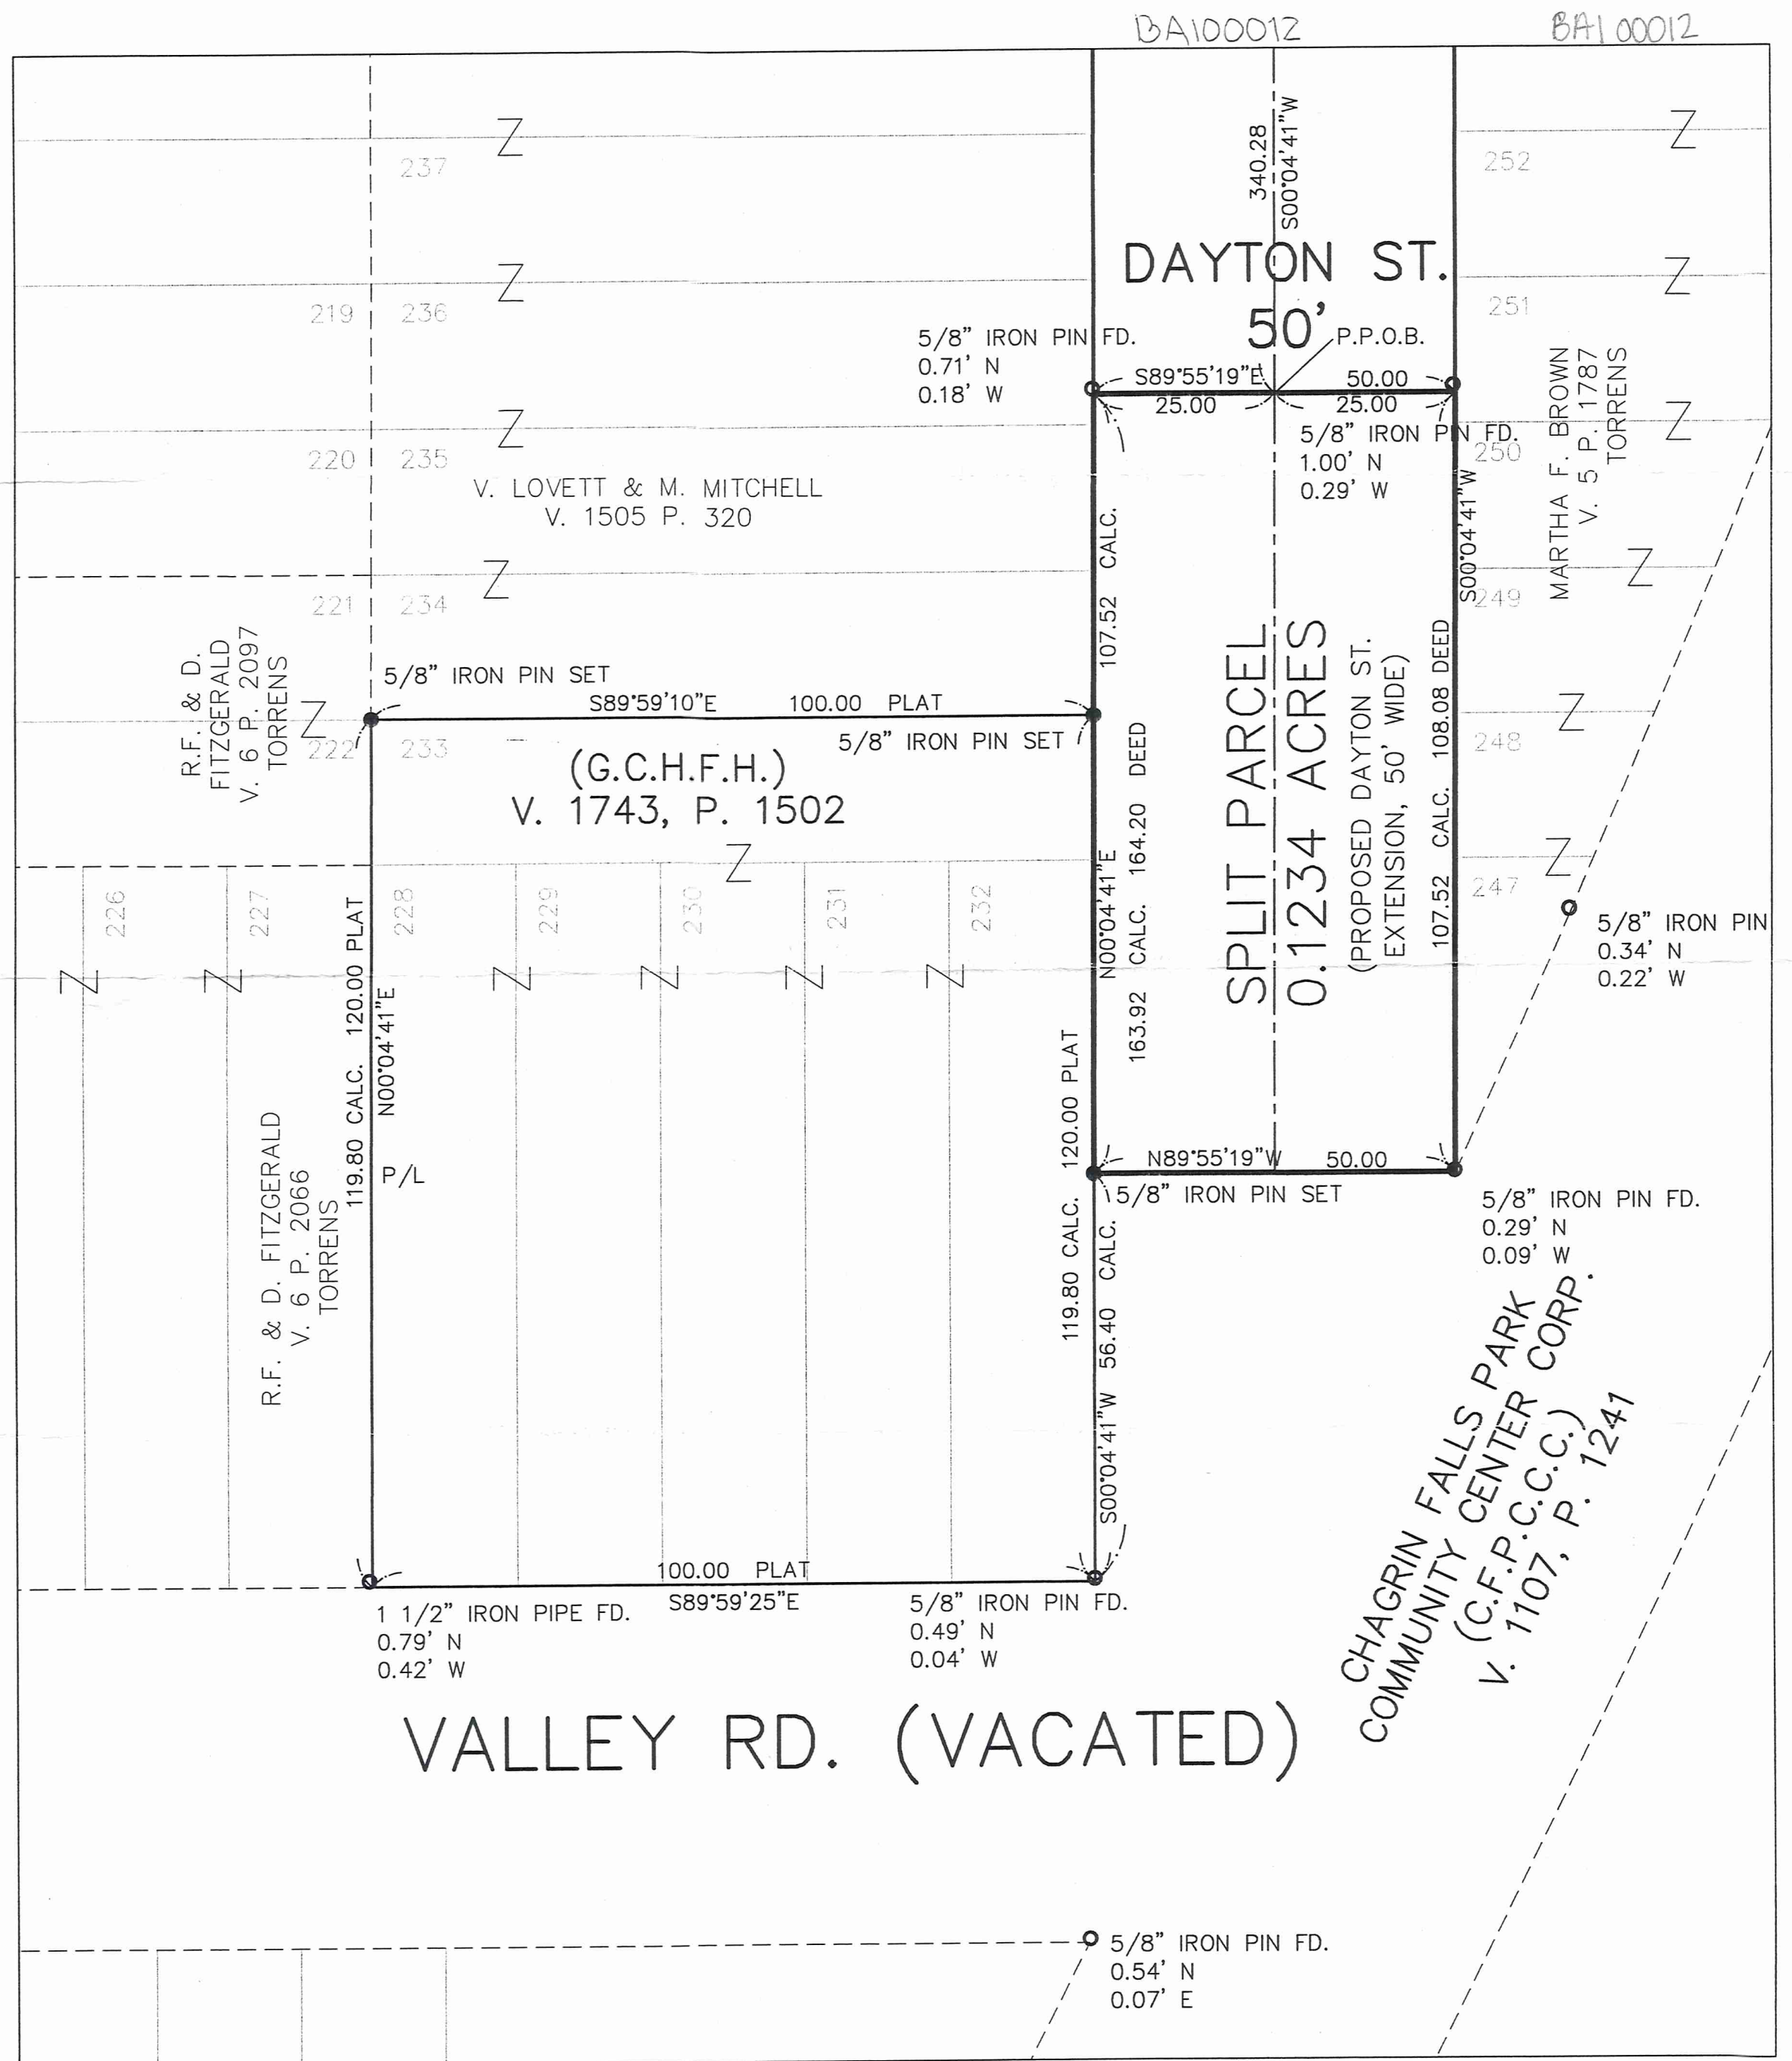 BA100012
BA100012
237
252
340.28
S00°04'41"W
DAYTON ST.
50'
219
236
251
5/8" IRON PIN FD.
0.71' N
0.18' W
P.P.O.B.
S89°55'19"E
50.00
25.00
25.00
5/8" IRON PIN FD.
1.00' N
0.29' W
250
MARTHA F. BROWN
V. 5 P. 1787
TORRENS
220
235
V. LOVETT & M. MITCHELL
V. 1505 P. 320
107.52 CALC.
S00°04'41"W
221
234
249
R.F. & D.
FITZGERALD
V. 6 P. 2097
TORRENS
5/8" IRON PIN SET
S89°59'10"E
100.00 PLAT
5/8" IRON PIN SET
222
233
248
(G.C.H.F.H.)
V. 1743, P. 1502
163.92 CALC. 164.20 DEED
N00°04'41"E
SPLIT PARCEL
0.1234 ACRES
(PROPOSED DAYTON ST.
EXTENSION, 50' WIDE)
107.52 CALC. 108.08 DEED
247
226
227
228
229
230
231
232
5/8" IRON PIN
0.34' N
0.22' W
119.80 CALC. 120.00 PLAT
N00°04'41"E
P/L
R.F. & D. FITZGERALD
V. 6 P. 2066
TORRENS
119.80 CALC. 120.00 PLAT
N89°55'19"W
50.00
5/8" IRON PIN SET
5/8" IRON PIN FD.
0.29' N
0.09' W
S00°04'41"W 56.40 CALC.
CHAGRIN FALLS PARK
COMMUNITY CENTER CORP.
(C.F.P.C.C.C.)
V. 1107, P. 1241
100.00 PLAT
S89°59'25"E
1 1/2" IRON PIPE FD.
0.79' N
0.42' W
5/8" IRON PIN FD.
0.49' N
0.04' W
VALLEY RD. (VACATED)
5/8" IRON PIN FD.
0.54' N
0.07' E